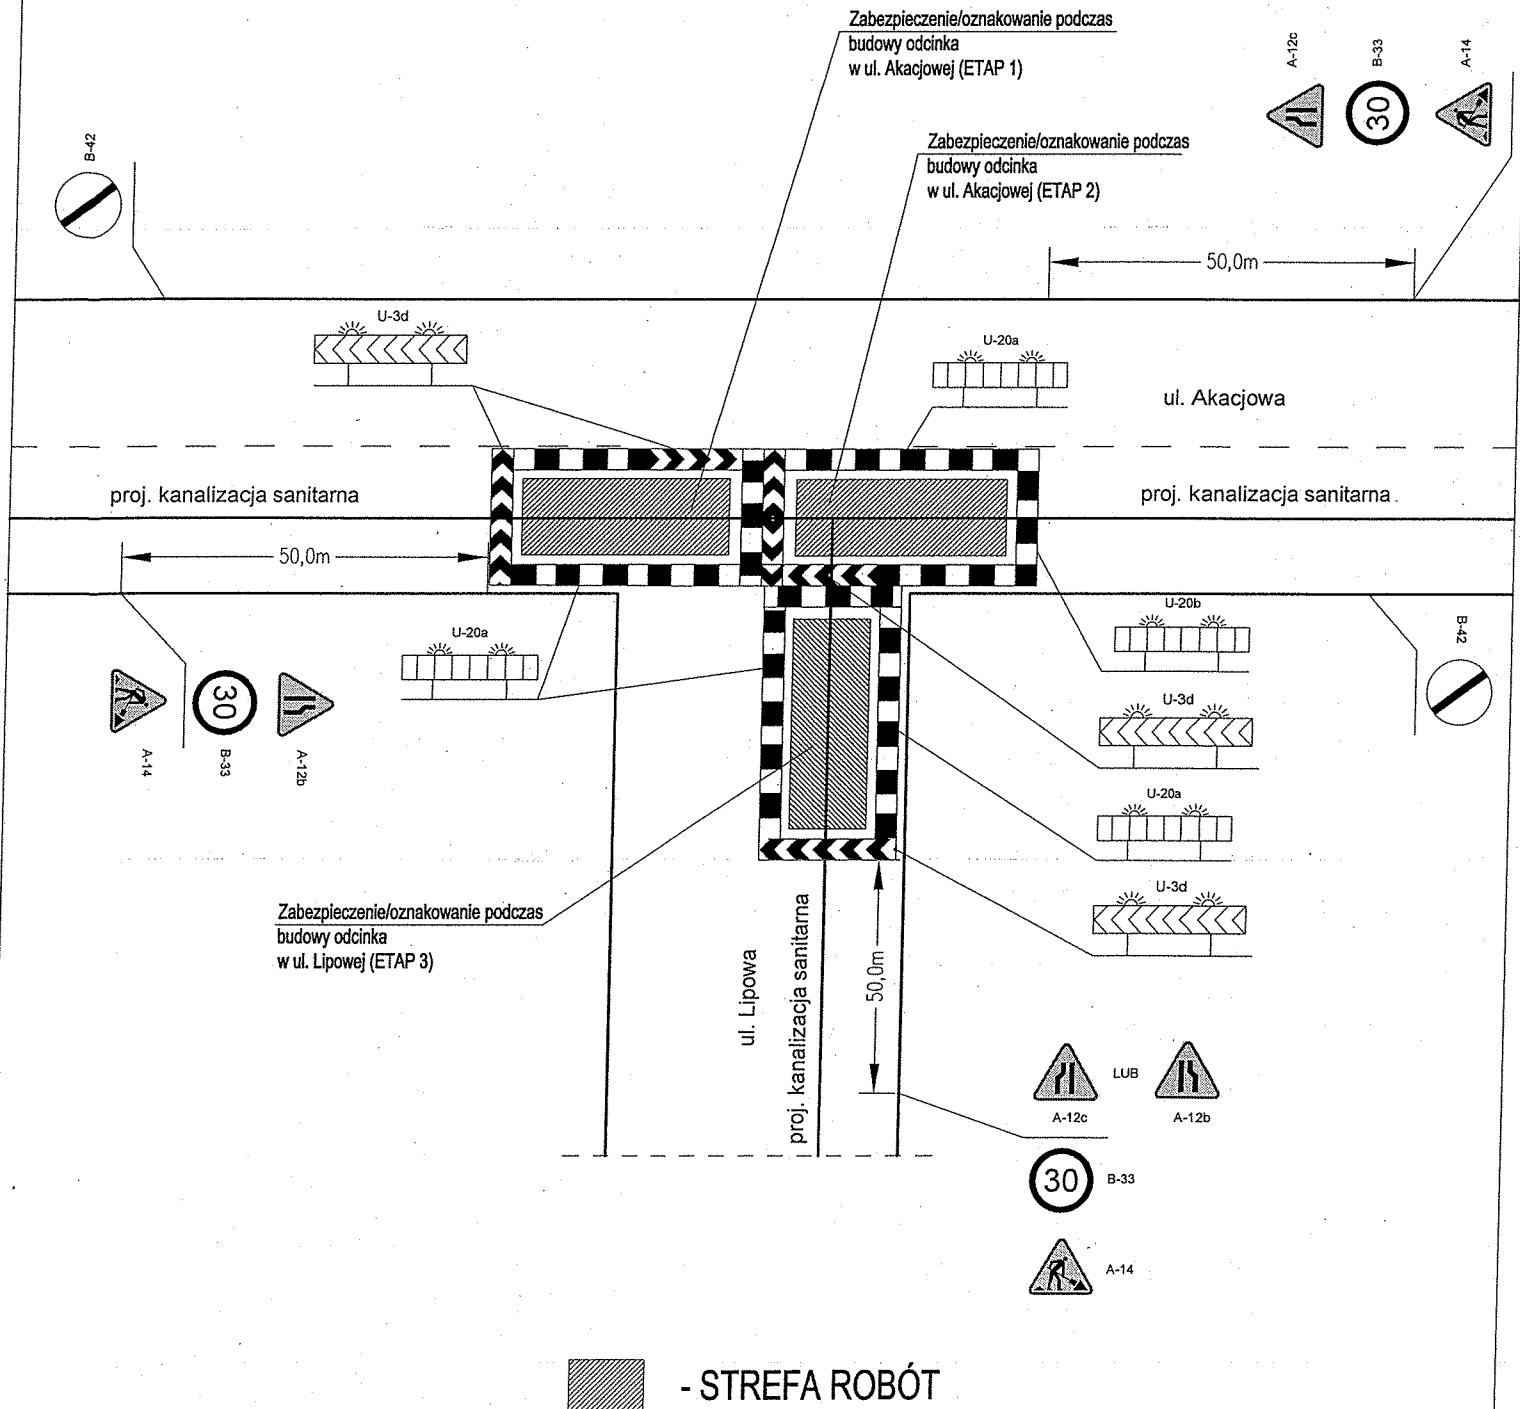 Zabezpieczenie/oznakowanie podczas
budowy odcinka
w ul. Akacjowej (ETAP 1)
A-12c
B-33
A-14
30
B-42
Zabezpieczenie/oznakowanie podczas
budowy odcinka
w ul. Akacjowej (ETAP 2)
50,0m
U-3d
U-20a
ul. Akacjowa
proj. kanalizacja sanitarna
proj. kanalizacja sanitarna
50,0m
U-20a
U-20b
B-42
30
A-14
B-33
A-12b
U-3d
U-20a
U-3d
Zabezpieczenie/oznakowanie podczas
budowy odcinka
w ul. Lipowej (ETAP 3)
ul. Lipowa
proj. kanalizacja sanitarna
50,0m
LUB
A-12c
A-12b
30
B-33
A-14
- STREFA ROBÓT